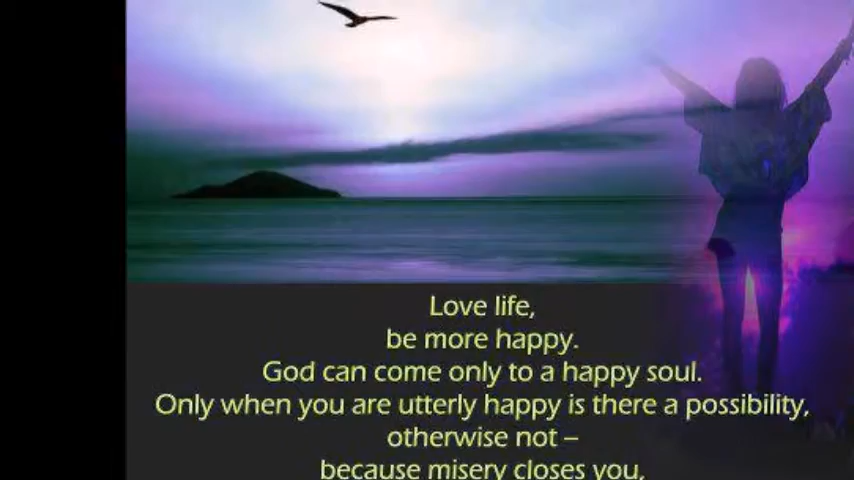 Love life,
be more happy.
God can come only to a happy soul.
Only when you are utterly happy is there a possibility,
otherwise not –
because misery closes you,